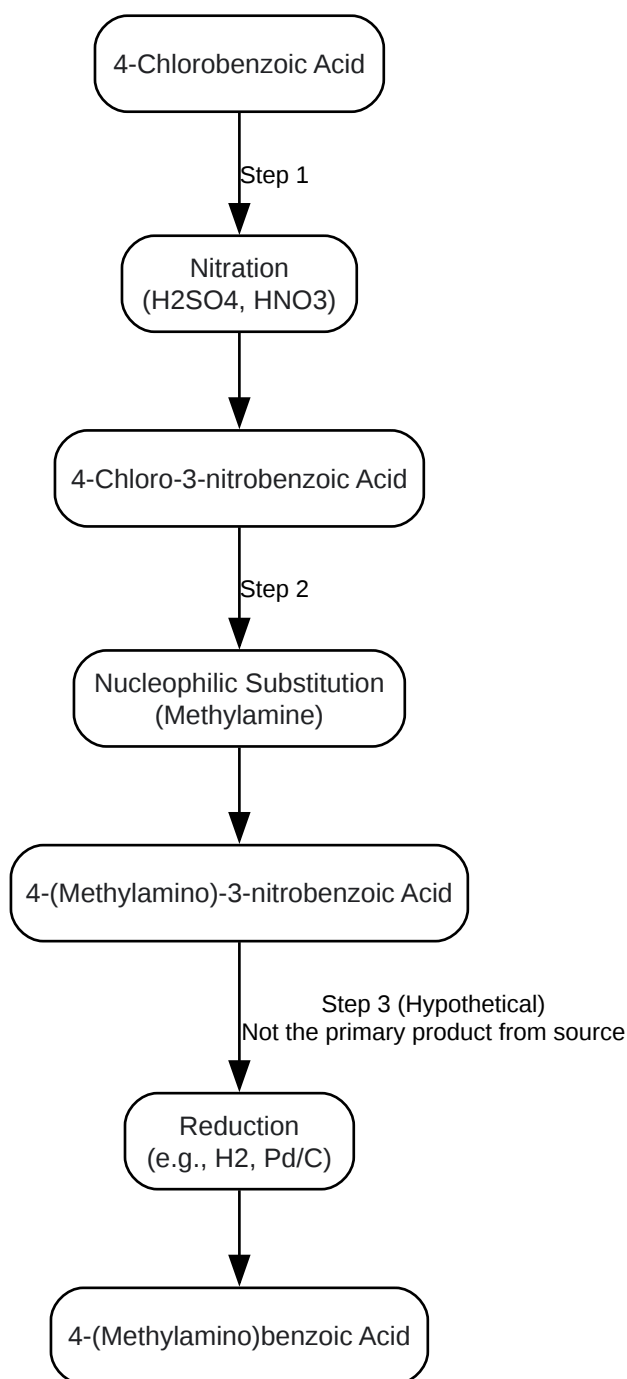 4-Chlorobenzoic Acid
Step 1
Nitration
(H2SO4, HNO3)
4-Chloro-3-nitrobenzoic Acid
Step 2
Nucleophilic Substitution
(Methylamine)
4-(Methylamino)-3-nitrobenzoic Acid
Step 3 (Hypothetical)
Not the primary product from source
Reduction
(e.g., H2, Pd/C)
4-(Methylamino)benzoic Acid